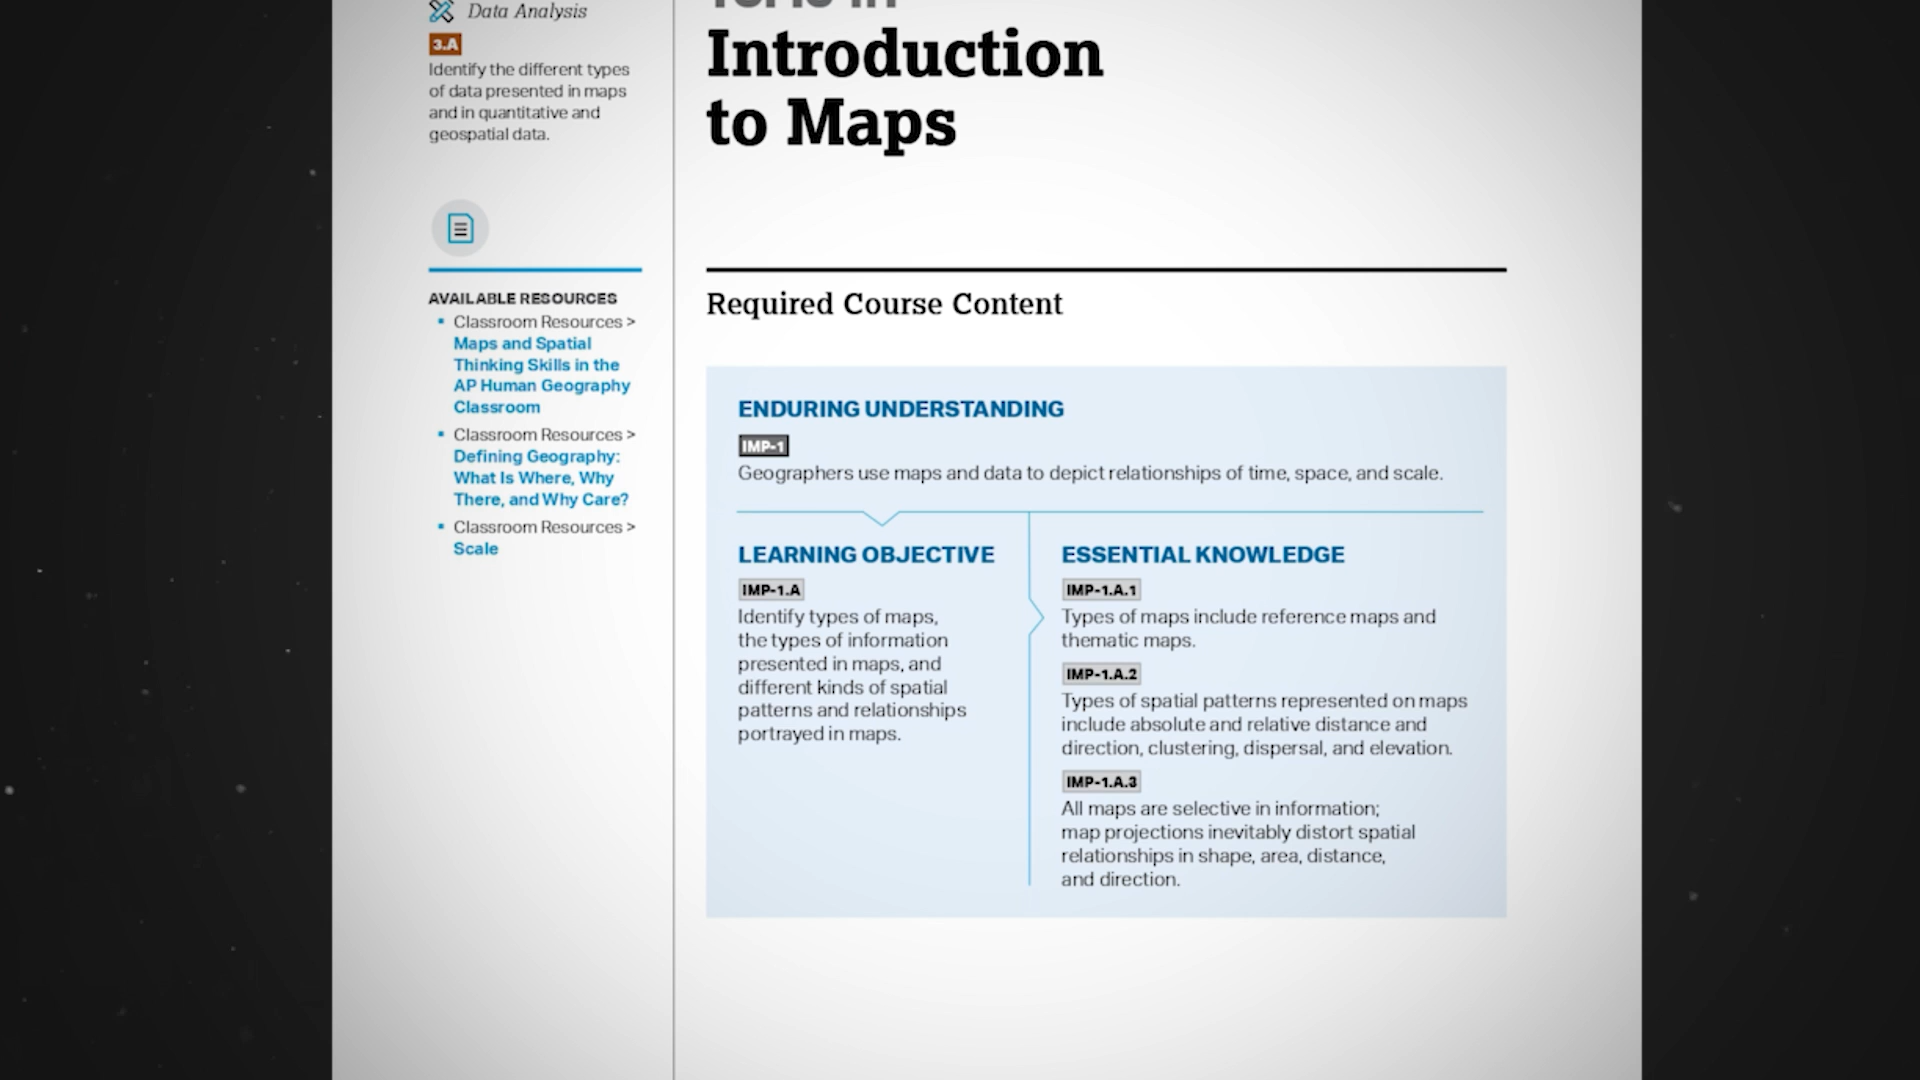 Data Analysis
3.A
Identify the different types
of data presented in maps
and in quantitative and
geospatial data.
AVAILABLE RESOURCES
Classroom Resources >
Maps and Spatial
Thinking Skills in the
AP Human Geography
Classroom
Classroom Resources >
Defining Geography:
What Is Where, Why
There, and Why Care?
Classroom Resources >
Scale
Introduction
to Maps
Required Course Content
ENDURING UNDERSTANDING
IMP-1
Geographers use maps and data to depict relationships of time, space, and scale.
LEARNING OBJECTIVE
IMP-1.A
Identify types of maps,
the types of information
presented in maps, and
different kinds of spatial
patterns and relationships
portrayed in maps.
ESSENTIAL KNOWLEDGE
IMP-1.A.1
Types of maps include reference maps and
thematic maps.
IMP-1.A.2
Types of spatial patterns represented on maps
include absolute and relative distance and
direction, clustering, dispersal, and elevation.
IMP-1.A.3
All maps are selective in information;
map projections inevitably distort spatial
relationships in shape, area, distance,
and direction.